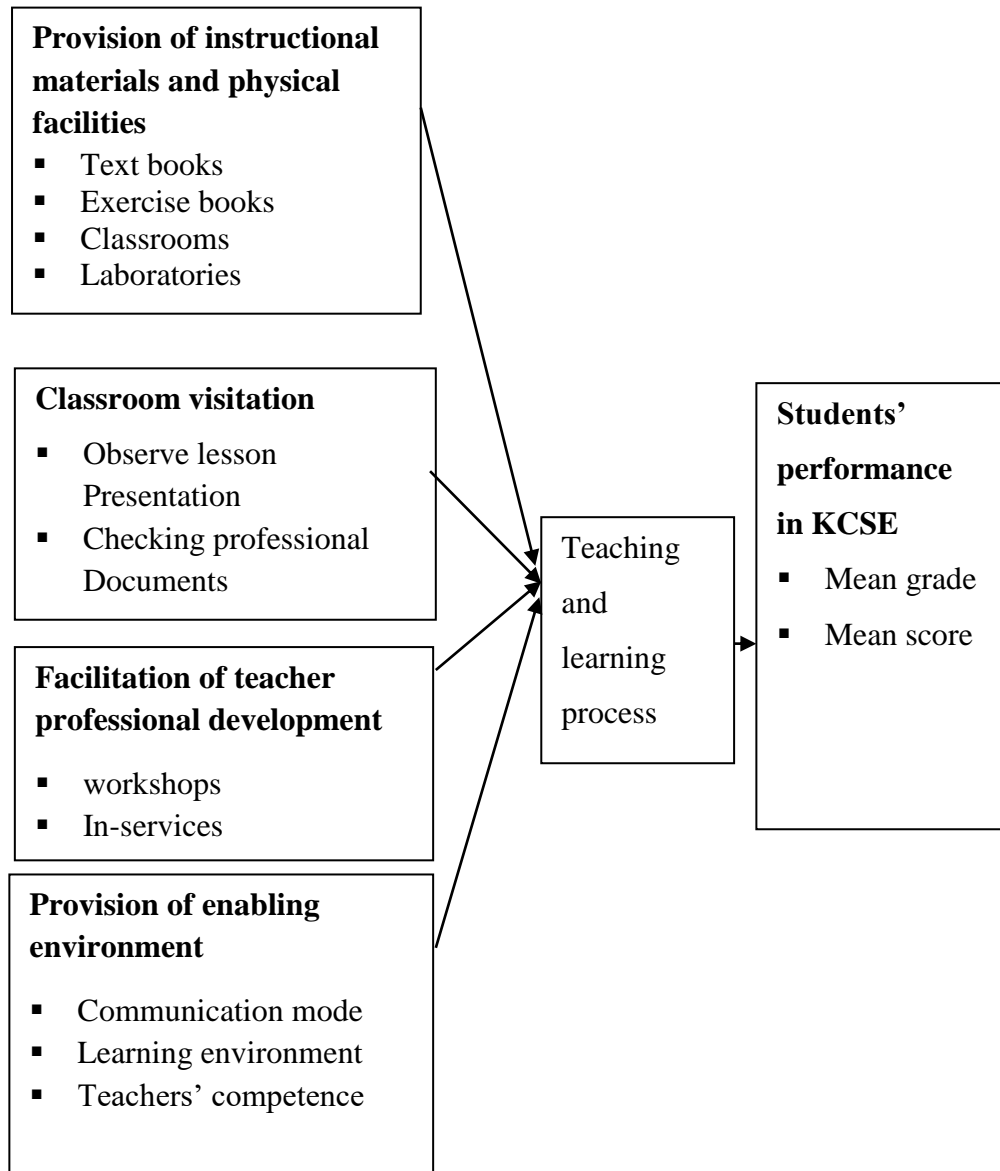 Provision of instructional
materials and physical
facilities
▪ Text books
▪ Exercise books
▪ Classrooms
▪ Laboratories
Classroom visitation
▪ Observe lesson
Presentation
▪ Checking professional
Documents
Facilitation of teacher
professional development
▪ workshops
▪ In-services
Provision of enabling
environment
▪ Communication mode
▪ Learning environment
▪ Teachers’ competence
Teaching
and
learning
process
Students’
performance
in KCSE
▪ Mean grade
▪ Mean score